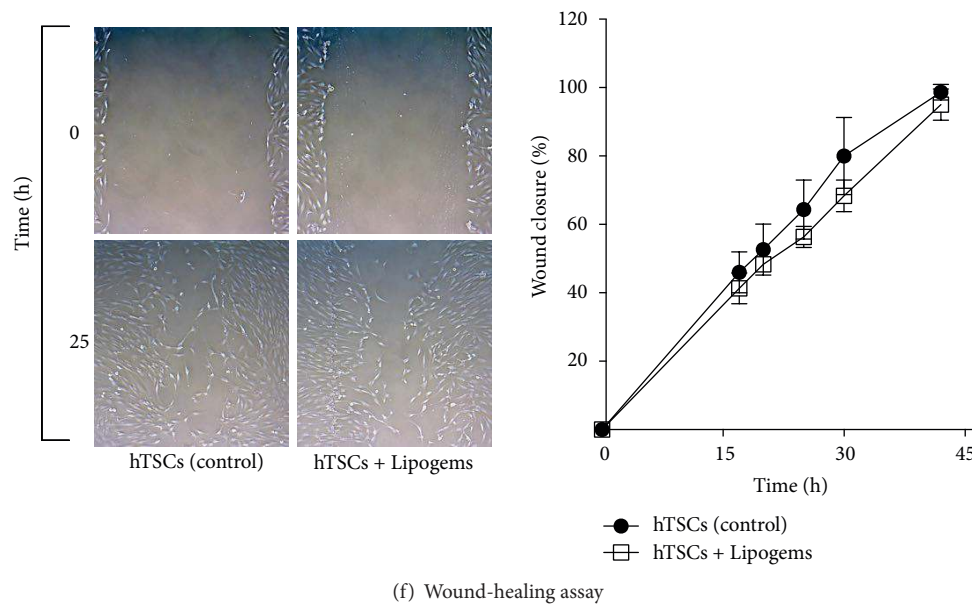 Time (h)
0
25
hTSCs (control)
hTSCs + Lipogems
Wound closure (%)
120
100
80
60
40
20
0
15
30
45
Time (h)
hTSCs (control)
hTSCs + Lipogems
(f) Wound-healing assay